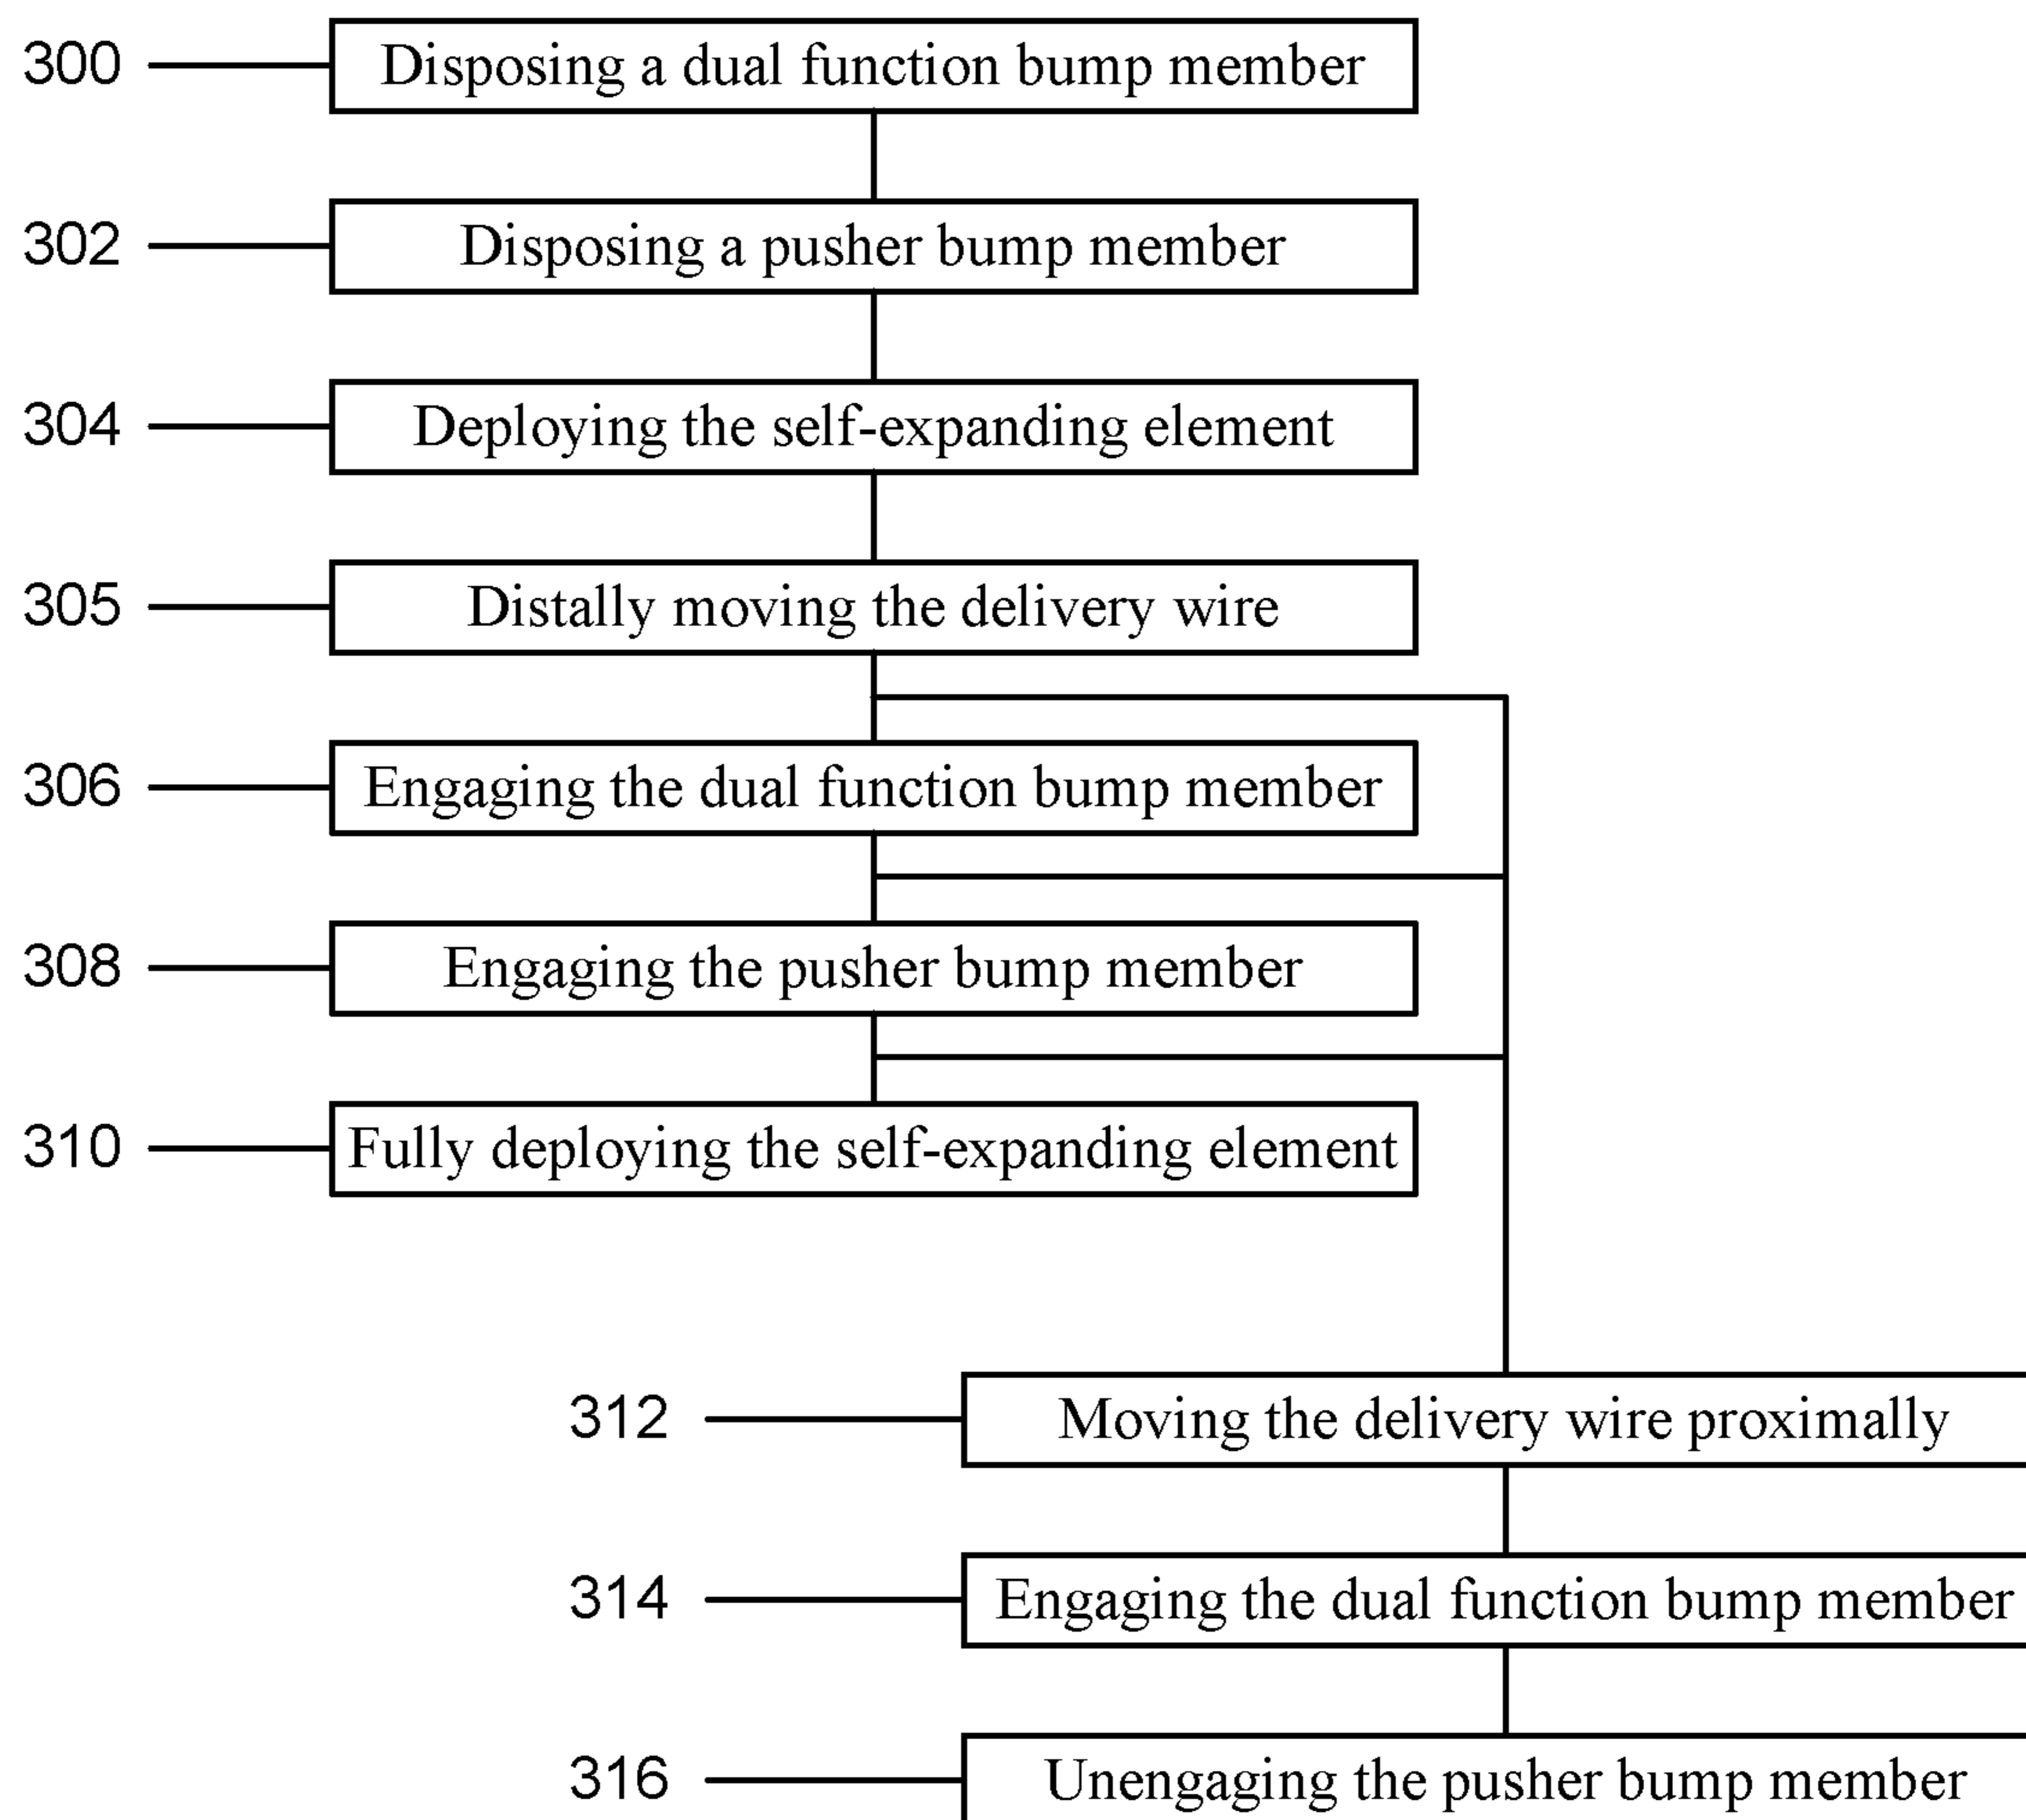 300 Disposing a dual function bump member
302 Disposing a pusher bump member
304 Deploying the self-expanding element
305 Distally moving the delivery wire
306 Engaging the dual function bump member
308 Engaging the pusher bump member
310 Fully deploying the self-expanding element
312 Moving the delivery wire proximally
314 Engaging the dual function bump member
316 Unengaging the pusher bump member